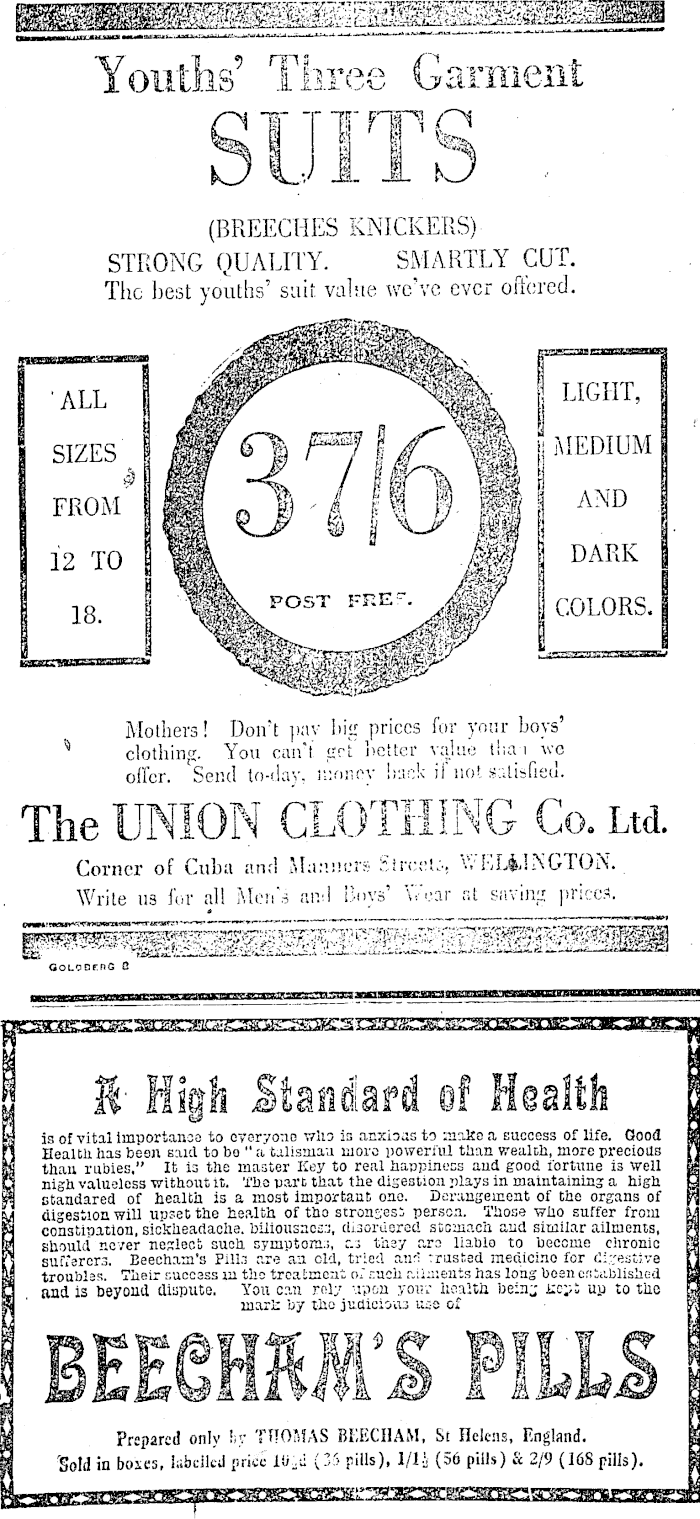 Youths' Three Garment
SUITS
(BREECHES KNICKERS)
STRONG QUALITY. SMARTLY CUT.
The best youths' suit value we've ever offered.
ALL
SIZES
FROM
12 TO
18.
37/6
POST FREE.
LIGHT,
MEDIUM
AND
DARK
COLORS.
Mothers! Don't pay big prices for your boys'
clothing. You can't get better value than we
offer. Send to-day, money back if not satisfied.
The UNION CLOTHING Co. Ltd.
Corner of Cuba and Manners Streets, WELLINGTON.
Write us for all Men's and Boys' Wear at saving prices.
GOLDBERG 8
A High Standard of Health
is of vital importance to everyone who is anxious to make a success of life. Good
Health has been said to be "a talisman more powerful than wealth, more precious
than rubies." It is the master Key to real happiness and good fortune is well
nigh valueless without it. The part that the digestion plays in maintaining a high
standared of health is a most important one. Derangement of the organs of
digestion will upset the health of the strongest person. Those who suffer from
constipation, sickheadache, biliousness, disordered stomach and similar ailments,
should never neglect such symptoms, as they are liable to become chronic
sufferers. Beecham's Pills are an old, tried and trusted medicine for digestive
troubles. Their success in the treatment of such ailments has long been established
and is beyond dispute. You can rely upon your health being kept up to the
mark by the judicious use of
BEECHAM'S PILLS
Prepared only by THOMAS BEECHAM, St Helens, England.
Sold in boxes, labelled price 10½d (36 pills), 1/1½ (56 pills) & 2/9 (168 pills).